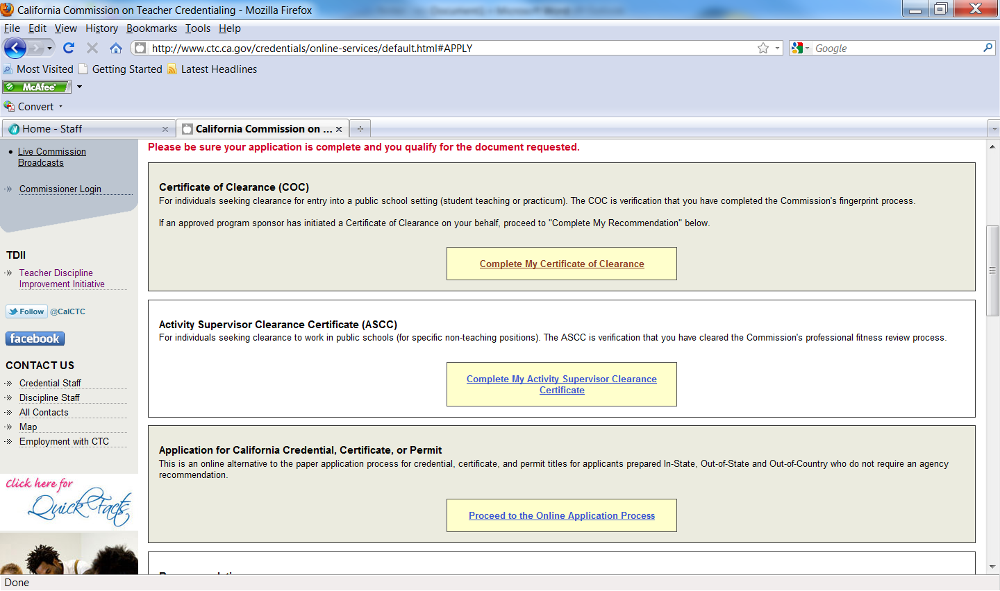 California Commission on Teacher Credentialing - Mozilla Firefox
File Edit View History Bookmarks Tools Help
http://www.ctc.ca.gov/credentials/online-services/default.html#APPLY
Google
Most Visited Getting Started Latest Headlines
McAfee
Convert
Home - Staff
California Commission on ...
Live Commission
Broadcasts
Commissioner Login
TDII
Teacher Discipline
Improvement Initiative
Follow @CalCTC
facebook
CONTACT US
Credential Staff
Discipline Staff
All Contacts
Map
Employment with CTC
Click here for
Quick Facts
Please be sure your application is complete and you qualify for the document requested.
Certificate of Clearance (COC)
For individuals seeking clearance for entry into a public school setting (student teaching or practicum). The COC is verification that you have completed the Commission's fingerprint process.
If an approved program sponsor has initiated a Certificate of Clearance on your behalf, proceed to "Complete My Recommendation" below.
Complete My Certificate of Clearance
Activity Supervisor Clearance Certificate (ASCC)
For individuals seeking clearance to work in public schools (for specific non-teaching positions). The ASCC is verification that you have cleared the Commission's professional fitness review process.
Complete My Activity Supervisor Clearance
Certificate
Application for California Credential, Certificate, or Permit
This is an online alternative to the paper application process for credential, certificate, and permit titles for applicants prepared In-State, Out-of-State and Out-of-Country who do not require an agency
recommendation.
Proceed to the Online Application Process
Done